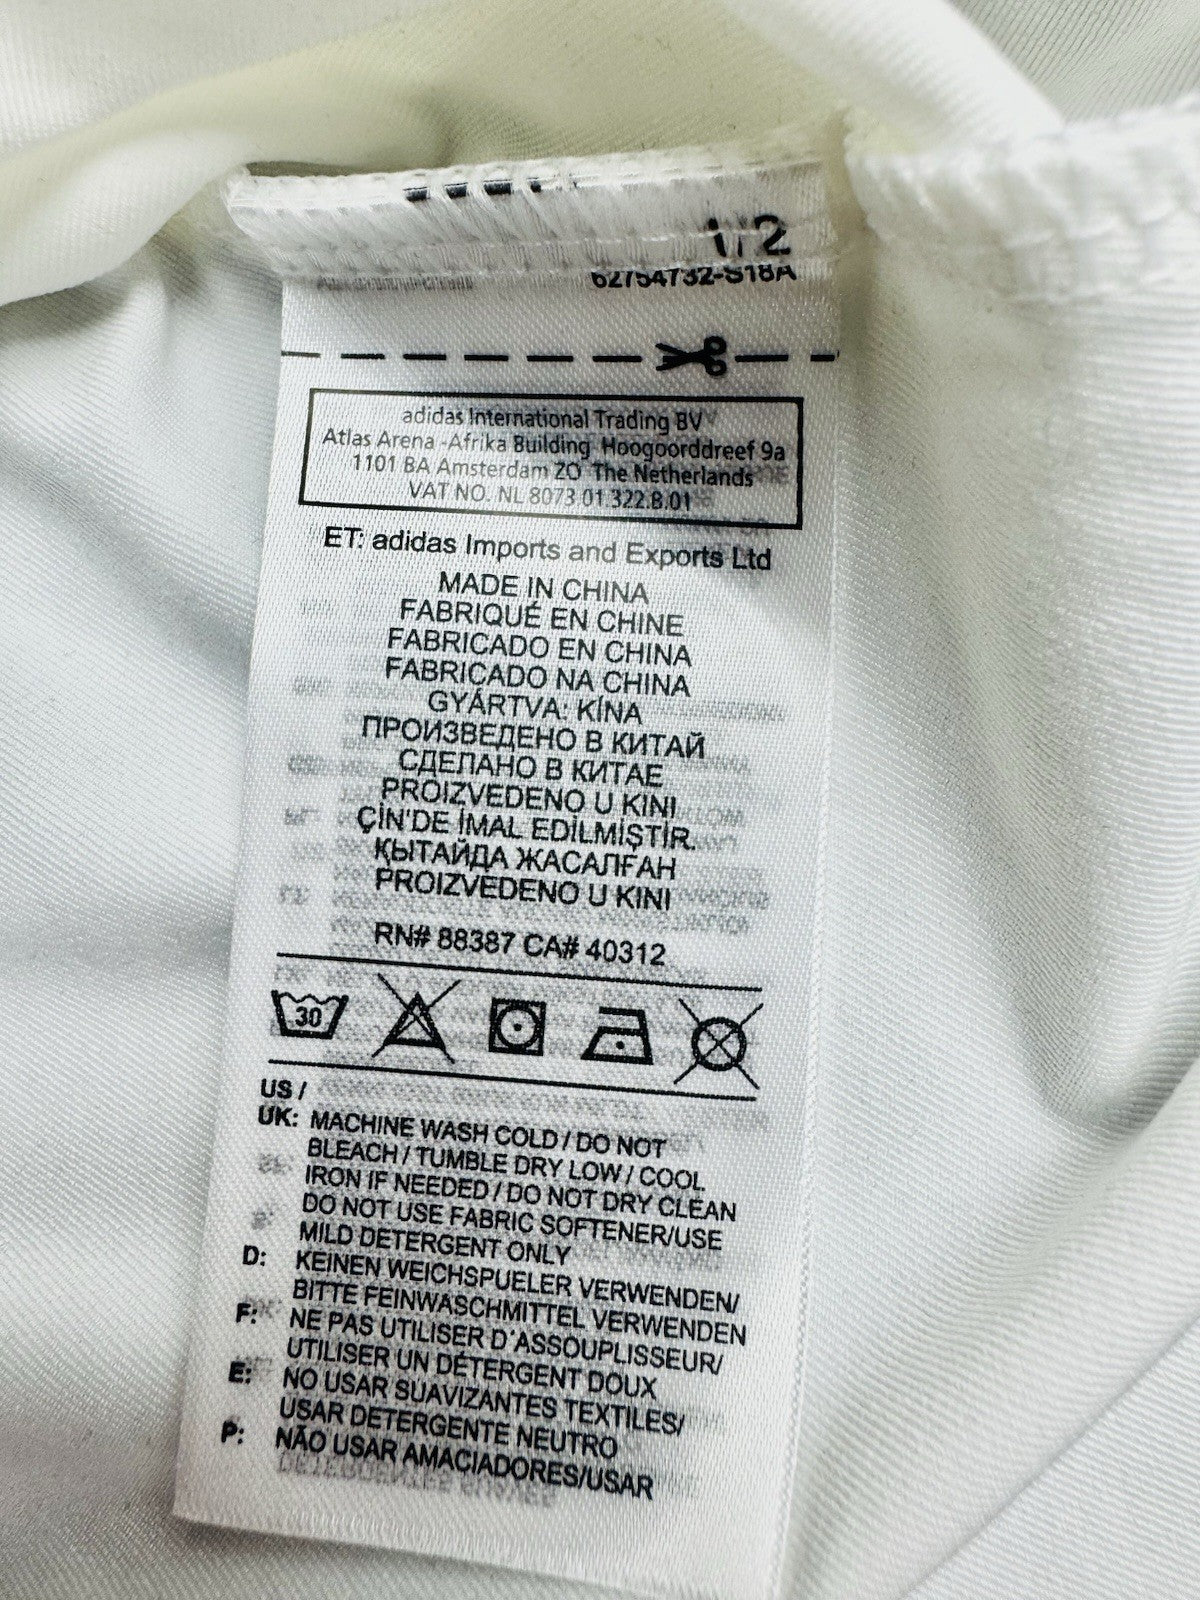 1/2
62754732-S18A
adidas International Trading BV
Atlas Arena -Afrika Building Hoogoorddreef 9a
1101 BA Amsterdam ZO The Netherlands
VAT NO. NL 8073.01.322.B.01
ET: adidas Imports and Exports Ltd
MADE IN CHINA
FABRIQUÉ EN CHINE
FABRICADO EN CHINA
FABRICADO NA CHINA
GYÁRTVA: KÍNA
ПРОИЗВЕДЕНО В КИТАЙ
СДЕЛАНО В КИТАЕ
PROIZVEDENO U KINI
ÇİN'DE İMAL EDİLMİŞTİR.
ҚЫТАЙДА ЖАСАЛҒАН
PROIZVEDENO U KINI
RN# 88387 CA# 40312
30
US /
UK: MACHINE WASH COLD / DO NOT
BLEACH / TUMBLE DRY LOW / COOL
IRON IF NEEDED / DO NOT DRY CLEAN
DO NOT USE FABRIC SOFTENER/USE
MILD DETERGENT ONLY
D: KEINEN WEICHSPUELER VERWENDEN/
BITTE FEINWASCHMITTEL VERWENDEN
F: NE PAS UTILISER D'ASSOUPLISSEUR/
UTILISER UN DÉTERGENT DOUX
E: NO USAR SUAVIZANTES TEXTILES/
USAR DETERGENTE NEUTRO
P: NÃO USAR AMACIADORES/USAR